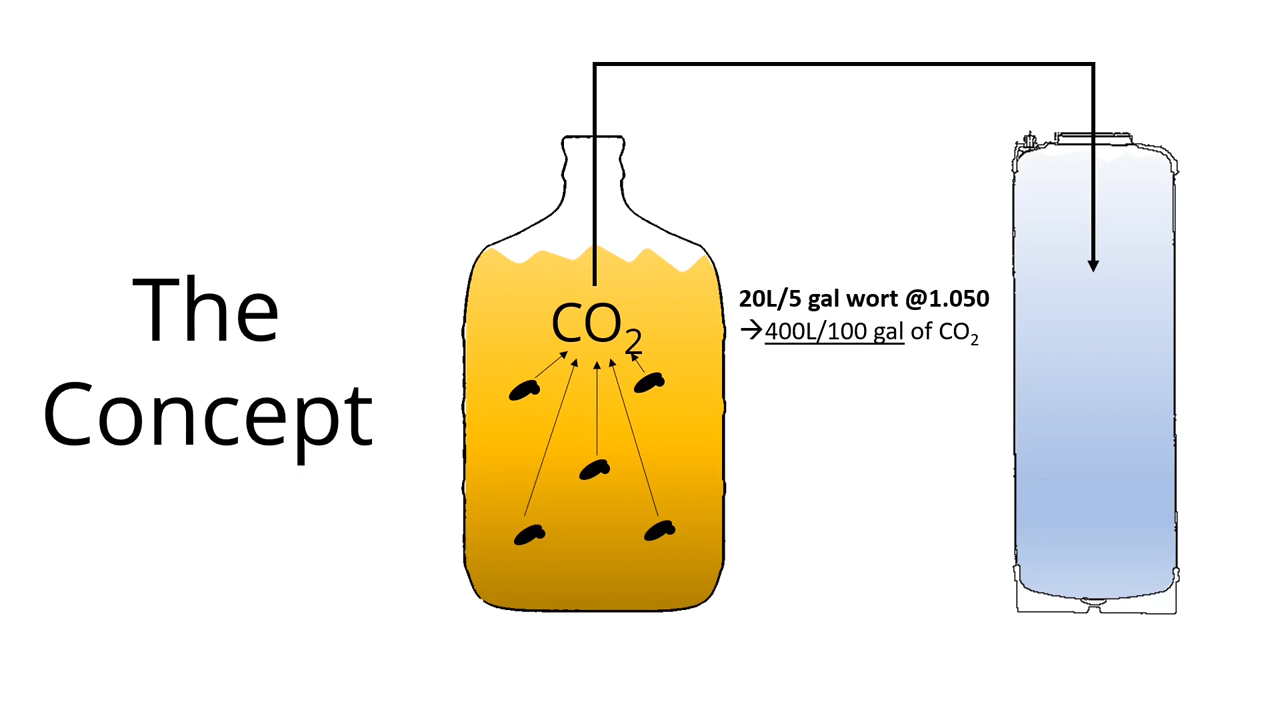 The
Concept
CO₂
20L/5 gal wort @1.050
→400L/100 gal of CO₂